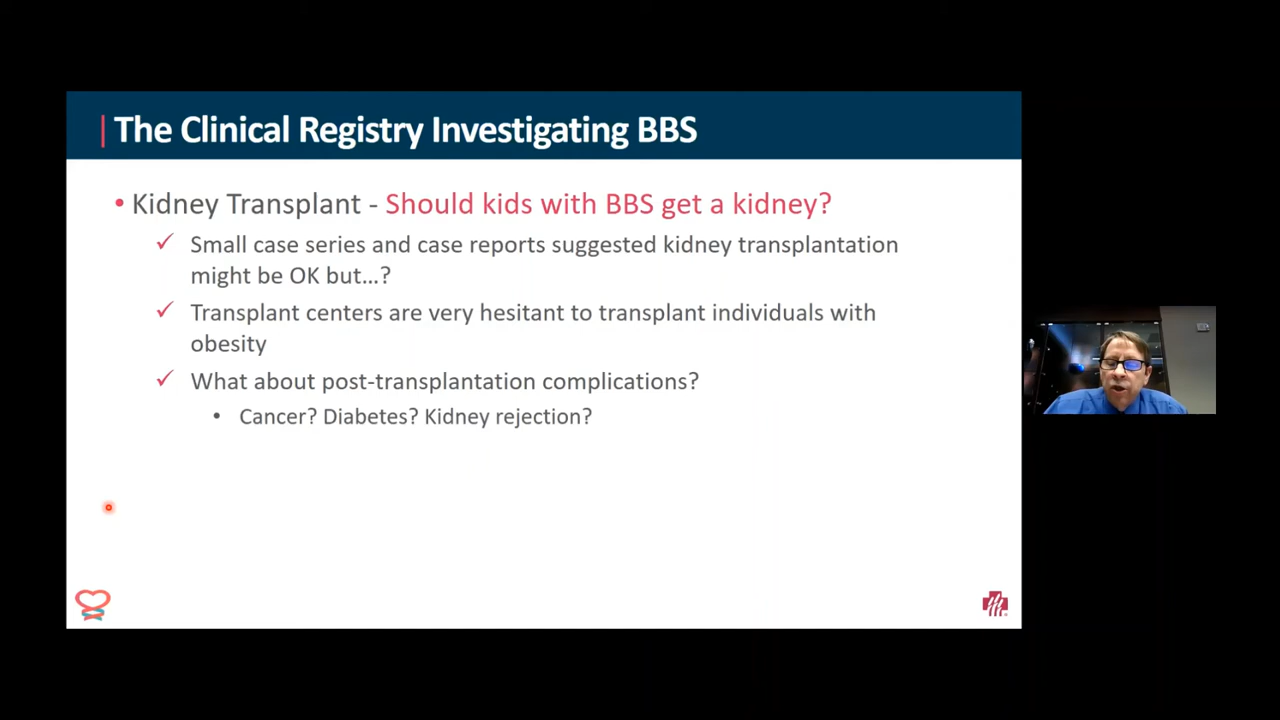 The Clinical Registry Investigating BBS
• Kidney Transplant - Should kids with BBS get a kidney?
✓ Small case series and case reports suggested kidney transplantation
might be OK but...?
✓ Transplant centers are very hesitant to transplant individuals with
obesity
✓ What about post-transplantation complications?
• Cancer? Diabetes? Kidney rejection?